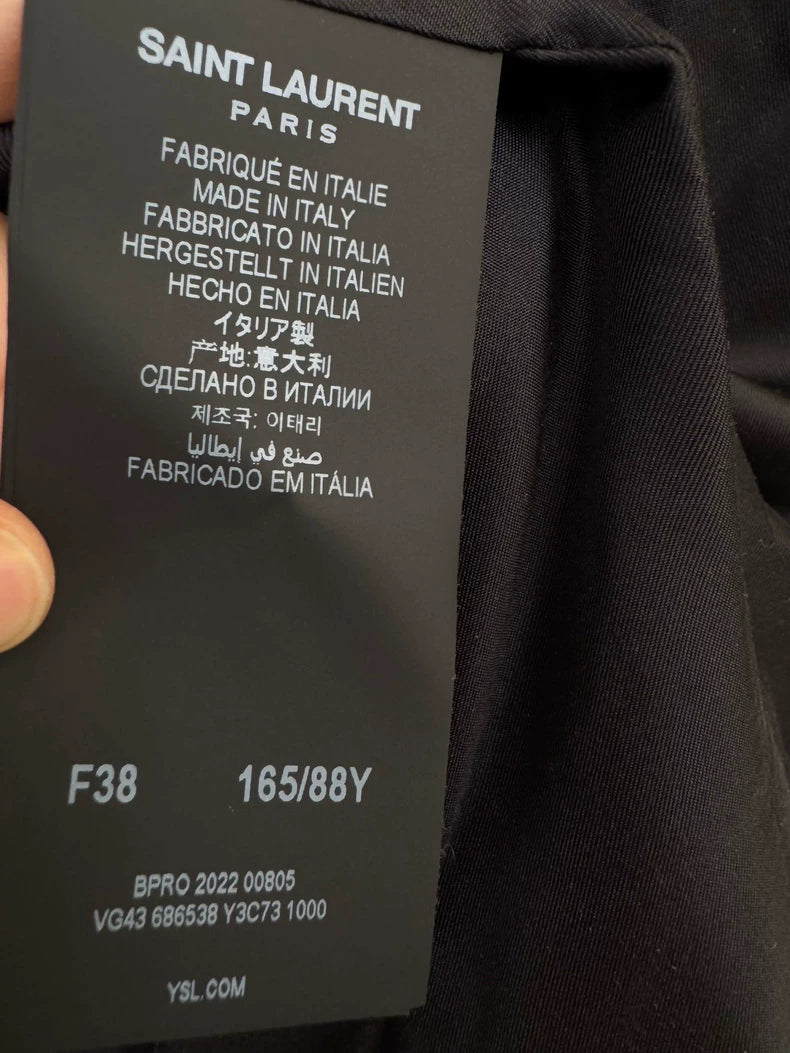 SAINT LAURENT
PARIS
FABRIQUÉ EN ITALIE
MADE IN ITALY
FABBRICATO IN ITALIA
HERGESTELLT IN ITALIEN
HECHO EN ITALIA
イタリア製
产地:意大利
СДЕЛАНО В ИТАЛИИ
제조국: 이태리
صنع في إيطاليا
FABRICADO EM ITÁLIA
F38 165/88Y
BPRO 2022 00805
VG43 686538 Y3C73 1000
YSL.COM